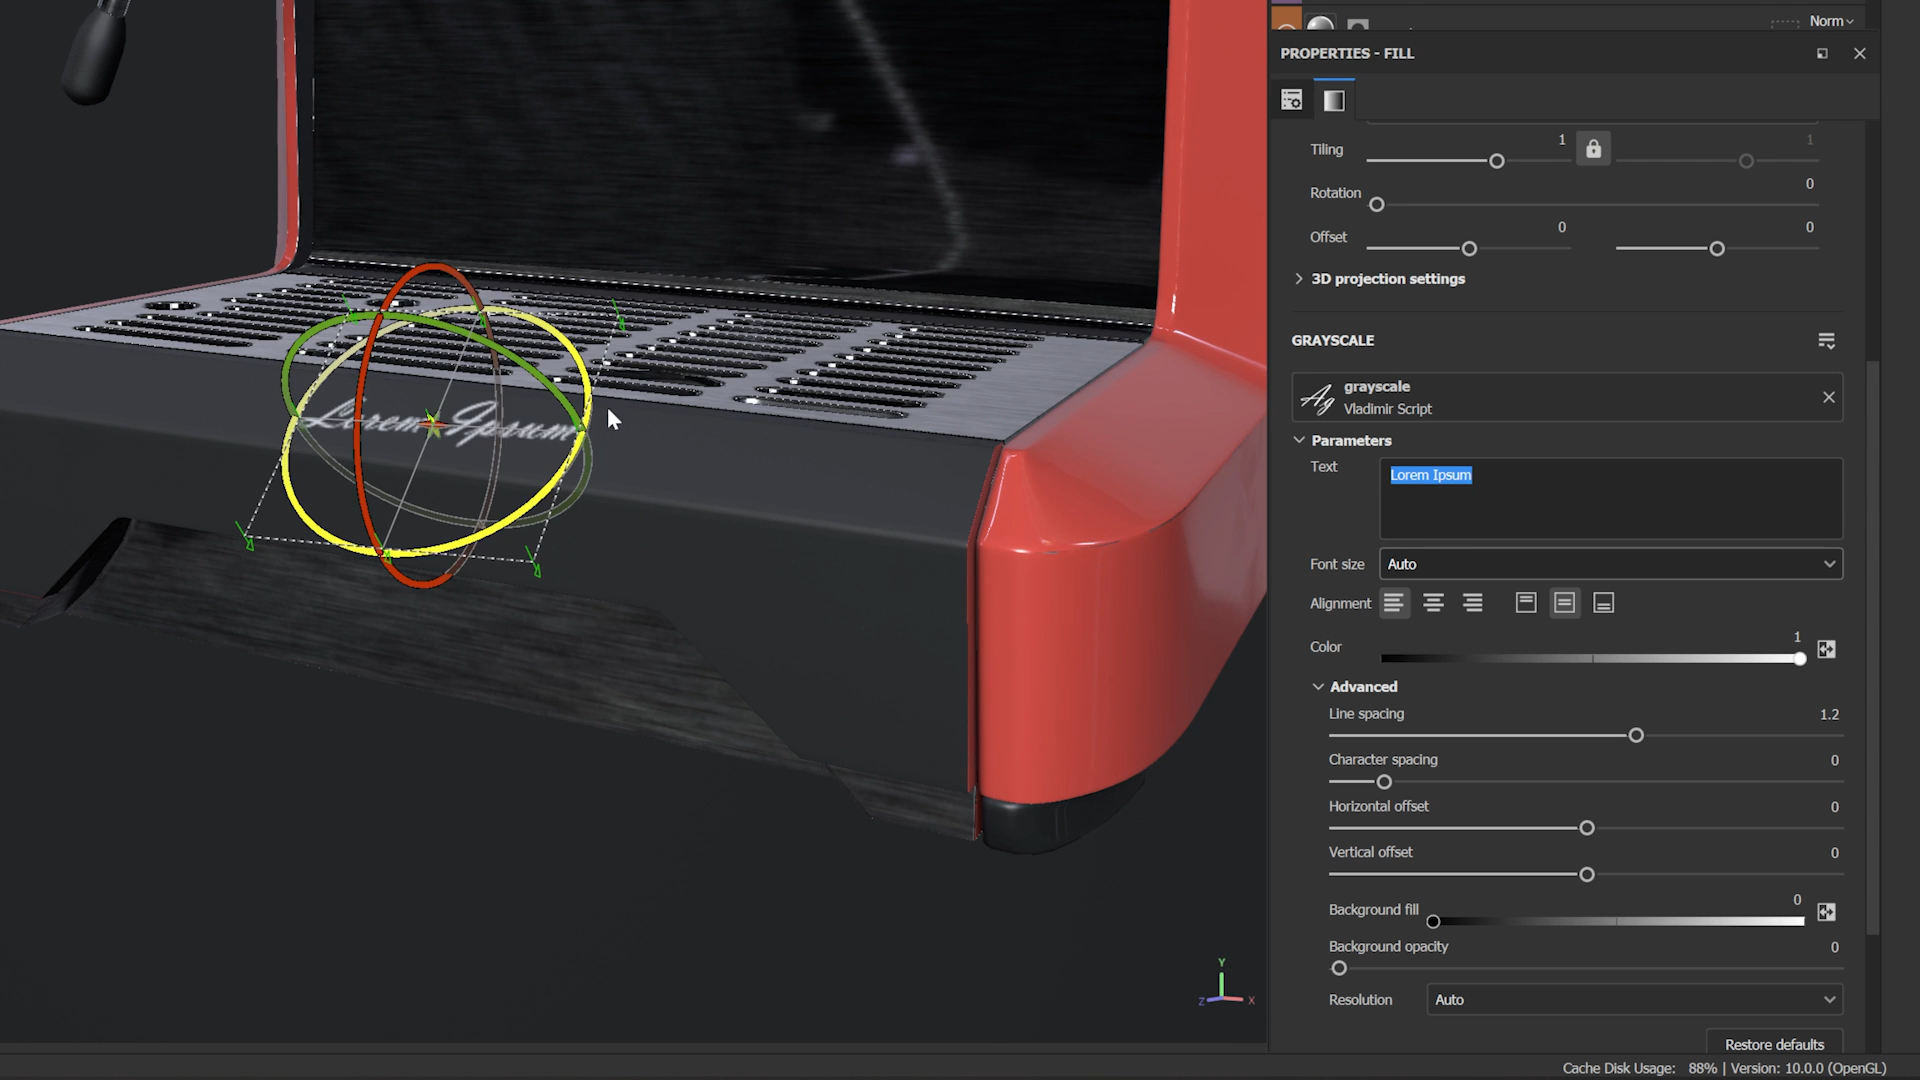 Norm
PROPERTIES - FILL
Tiling
1
1
Rotation
0
Offset
0
0
3D projection settings
GRAYSCALE
grayscale
Vladimir Script
Parameters
Text
Lorem Ipsum
Font size
Auto
Alignment
Color
1
Advanced
Line spacing
1.2
Character spacing
0
Horizontal offset
0
Vertical offset
0
Background fill
0
Background opacity
0
Resolution
Auto
Restore defaults
Cache Disk Usage: 88% | Version: 10.0.0 (OpenGL)
Lorem Ipsum
Y
Z
X
Ag